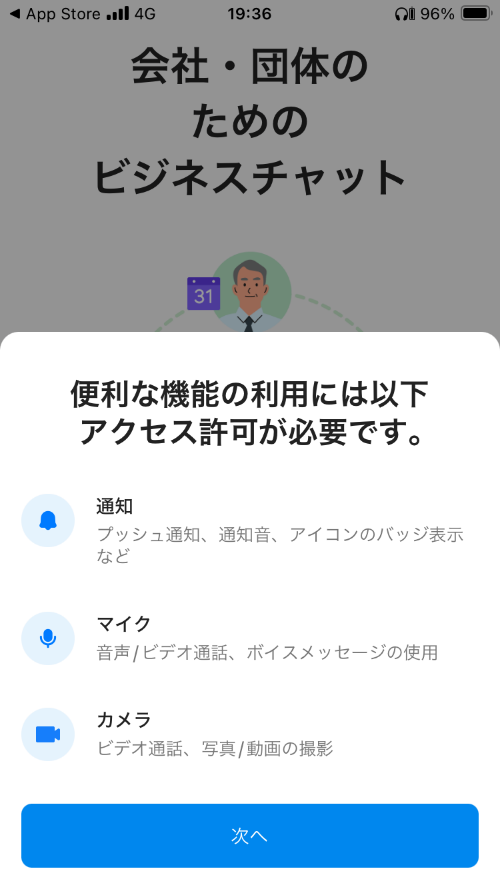 ◀ App Store 4G 19:36 96%
会社・団体の
ための
ビジネスチャット
31
便利な機能の利用には以下
アクセス許可が必要です。
通知
プッシュ通知、通知音、アイコンのバッジ表示
など
マイク
音声/ビデオ通話、ボイスメッセージの使用
カメラ
ビデオ通話、写真/動画の撮影
次へ